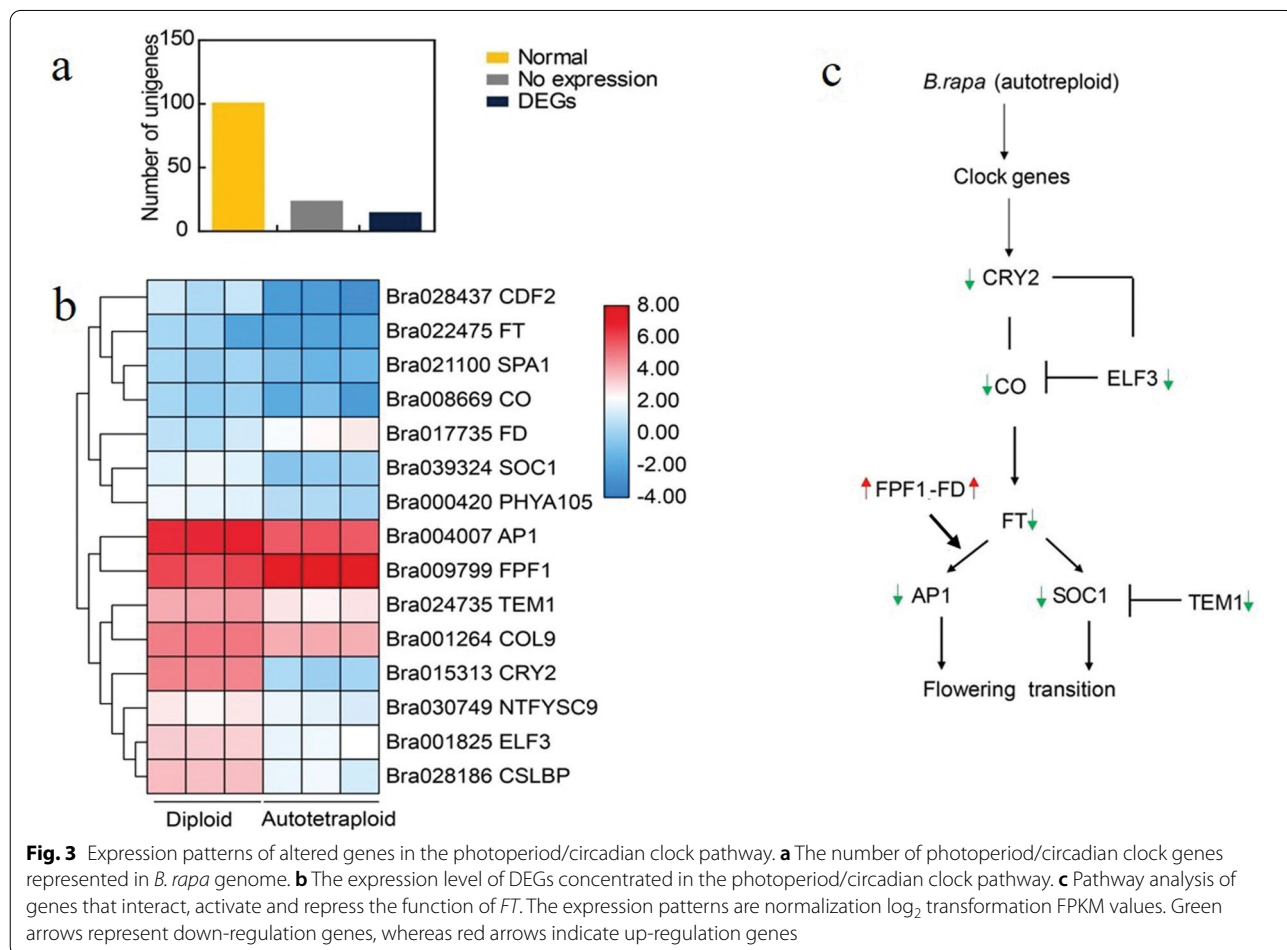 a
150
100
50
0
Number of unigenes
Normal
No expression
DEGs
b
Bra028437 CDF2
Bra022475 FT
Bra021100 SPA1
Bra008669 CO
Bra017735 FD
Bra039324 SOC1
Bra000420 PHYA105
Bra004007 AP1
Bra009799 FPF1
Bra024735 TEM1
Bra001264 COL9
Bra015313 CRY2
Bra030749 NTFYSC9
Bra001825 ELF3
Bra028186 CSLBP
Diploid Autotetraploid
8.00
6.00
4.00
2.00
0.00
-2.00
-4.00
c
B.rapa (autotreploid)
Clock genes
CRY2
CO
ELF3
FPF1-FD
FT
AP1
SOC1
TEM1
Flowering transition
Fig. 3 Expression patterns of altered genes in the photoperiod/circadian clock pathway. a The number of photoperiod/circadian clock genes
represented in B. rapa genome. b The expression level of DEGs concentrated in the photoperiod/circadian clock pathway. c Pathway analysis of
genes that interact, activate and repress the function of FT. The expression patterns are normalization log₂ transformation FPKM values. Green
arrows represent down-regulation genes, whereas red arrows indicate up-regulation genes